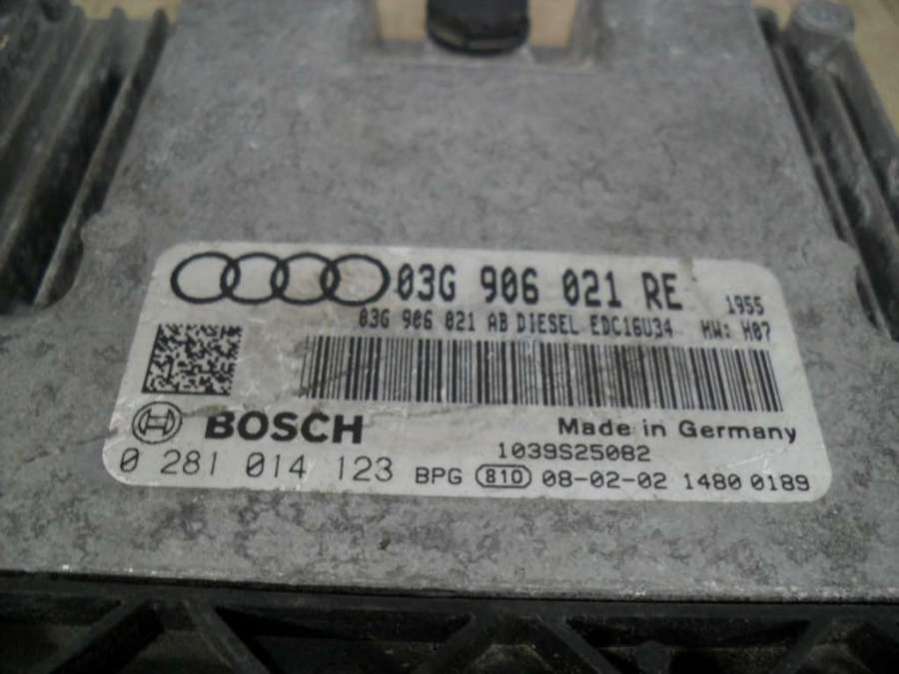 03G 906 021 RE 1955
03G 906 021 AB DIESEL EDC16U34 HW: H07
BOSCH
Made in Germany
1039S25082
0 281 014 123 BPG 810 08-02-02 1480 0189